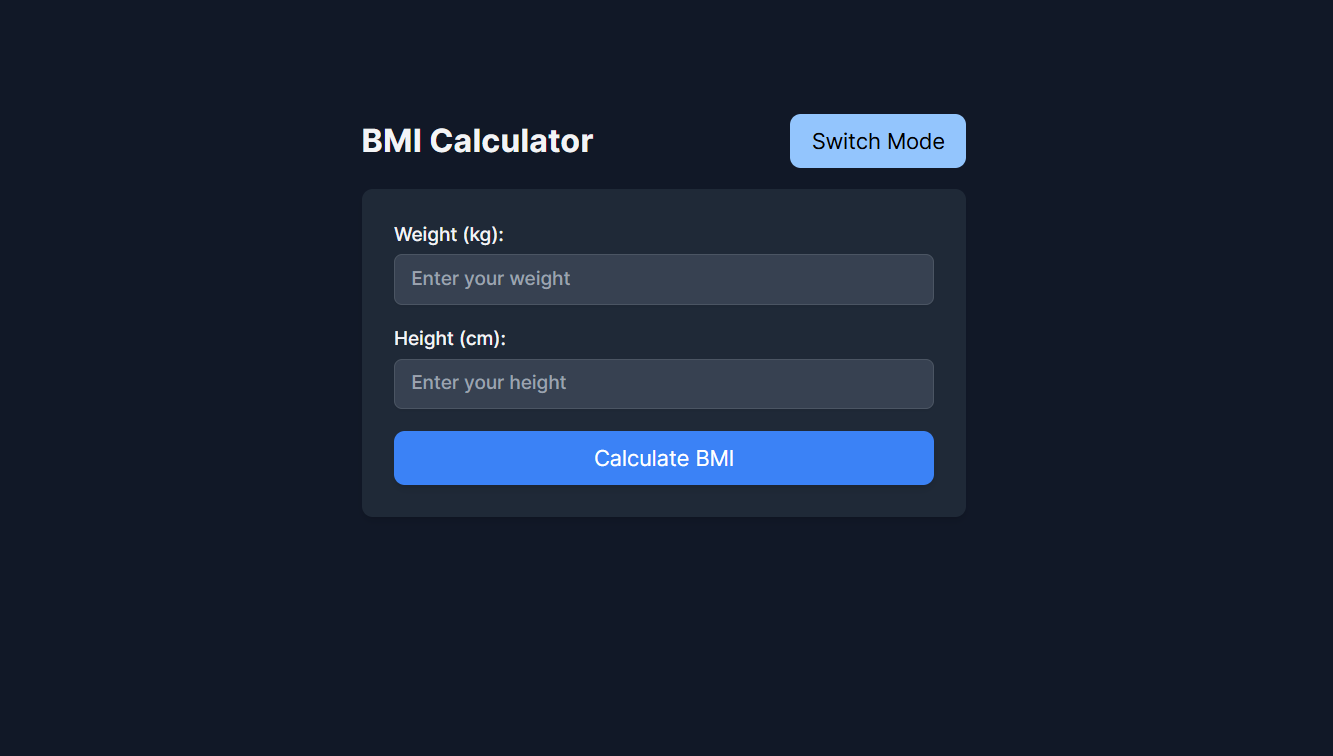 BMI Calculator
Switch Mode
Weight (kg):
Enter your weight
Height (cm):
Enter your height
Calculate BMI